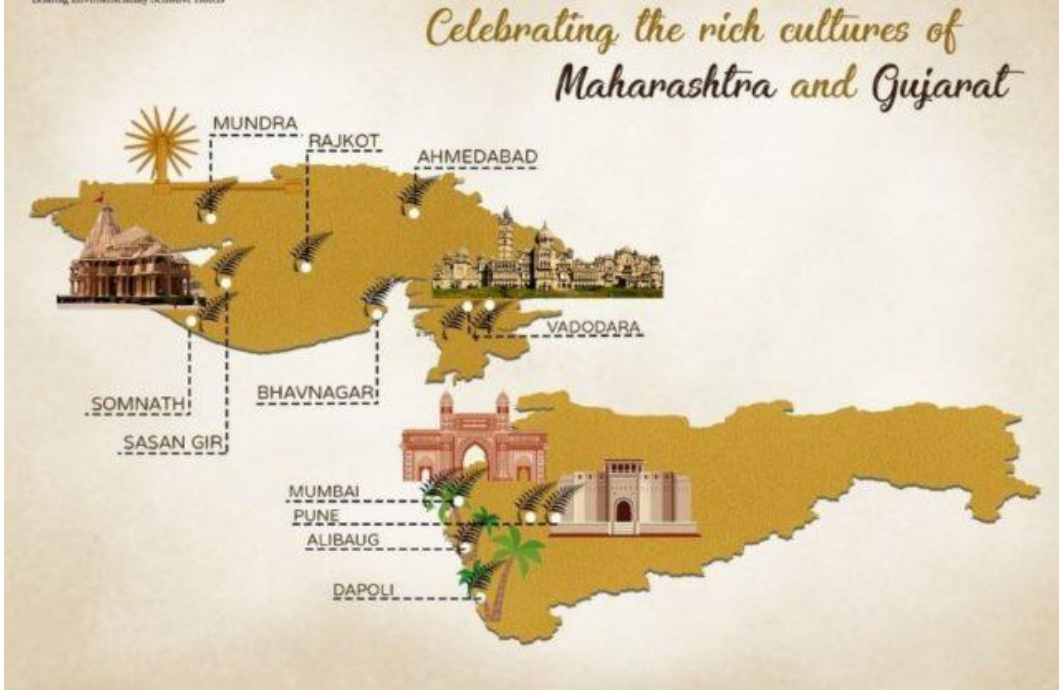 Celebrating the rich cultures of
Maharashtra and Gujarat
MUNDRA
RAJKOT
AHMEDABAD
VADODARA
BHAVNAGAR
SOMNATH
SASAN GIR
MUMBAI
PUNE
ALIBAUG
DAPOLI